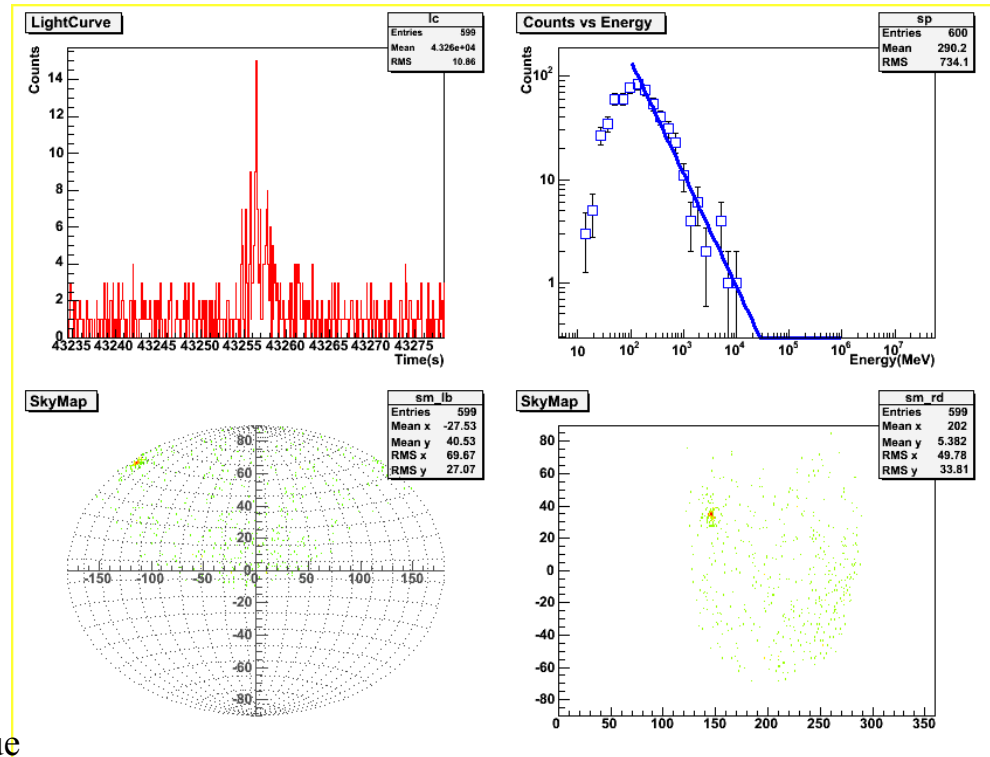 LightCurve
lc
Entries 599
Mean 4.326e+04
RMS 10.86
Counts
14
12
10
8
6
4
2
0
43235 43240 43245 43250 43255 43260 43265 43270 43275
Time(s)
Counts vs Energy
sp
Entries 600
Mean 290.2
RMS 734.1
Counts
10²
10
1
10 10² 10³ 10⁴ 10⁵ 10⁶ 10⁷
Energy(MeV)
SkyMap
sm_lb
Entries 599
Mean x -27.53
Mean y 40.53
RMS x 69.67
RMS y 27.07
80
60
40
20
-150 -100 -50 0 50 100 150
-20
-40
-60
-80
SkyMap
sm_rd
Entries 599
Mean x 202
Mean y 5.382
RMS x 49.78
RMS y 33.81
80
60
40
20
0
-20
-40
-60
-80
0 50 100 150 200 250 300 350